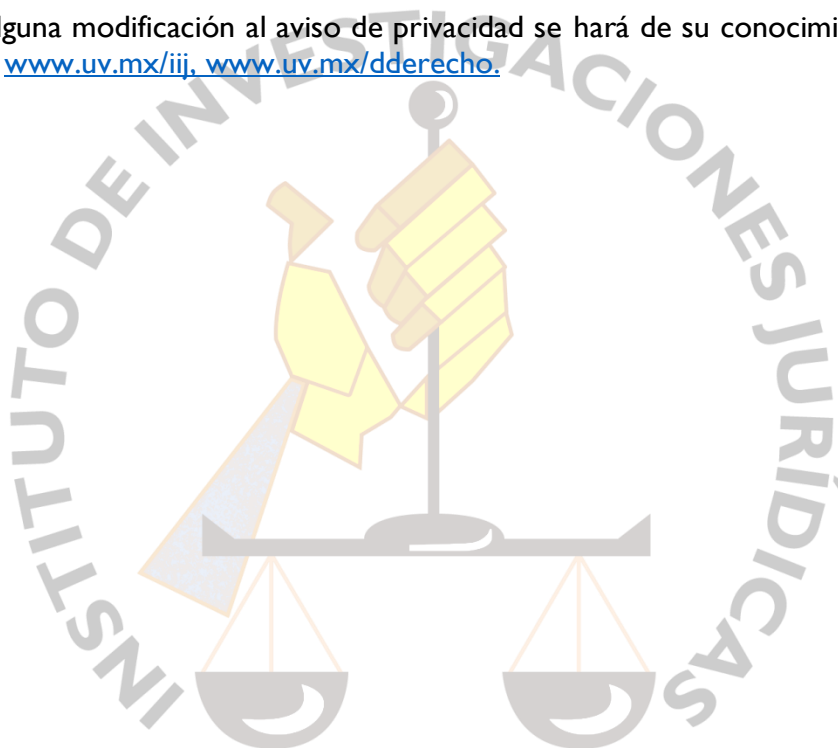 lguna modificación al aviso de privacidad se hará de su conocimi
www.uv.mx/iij, www.uv.mx/dderecho.
INSTITUTO DE INVESTIGACIONES JURÍDICAS